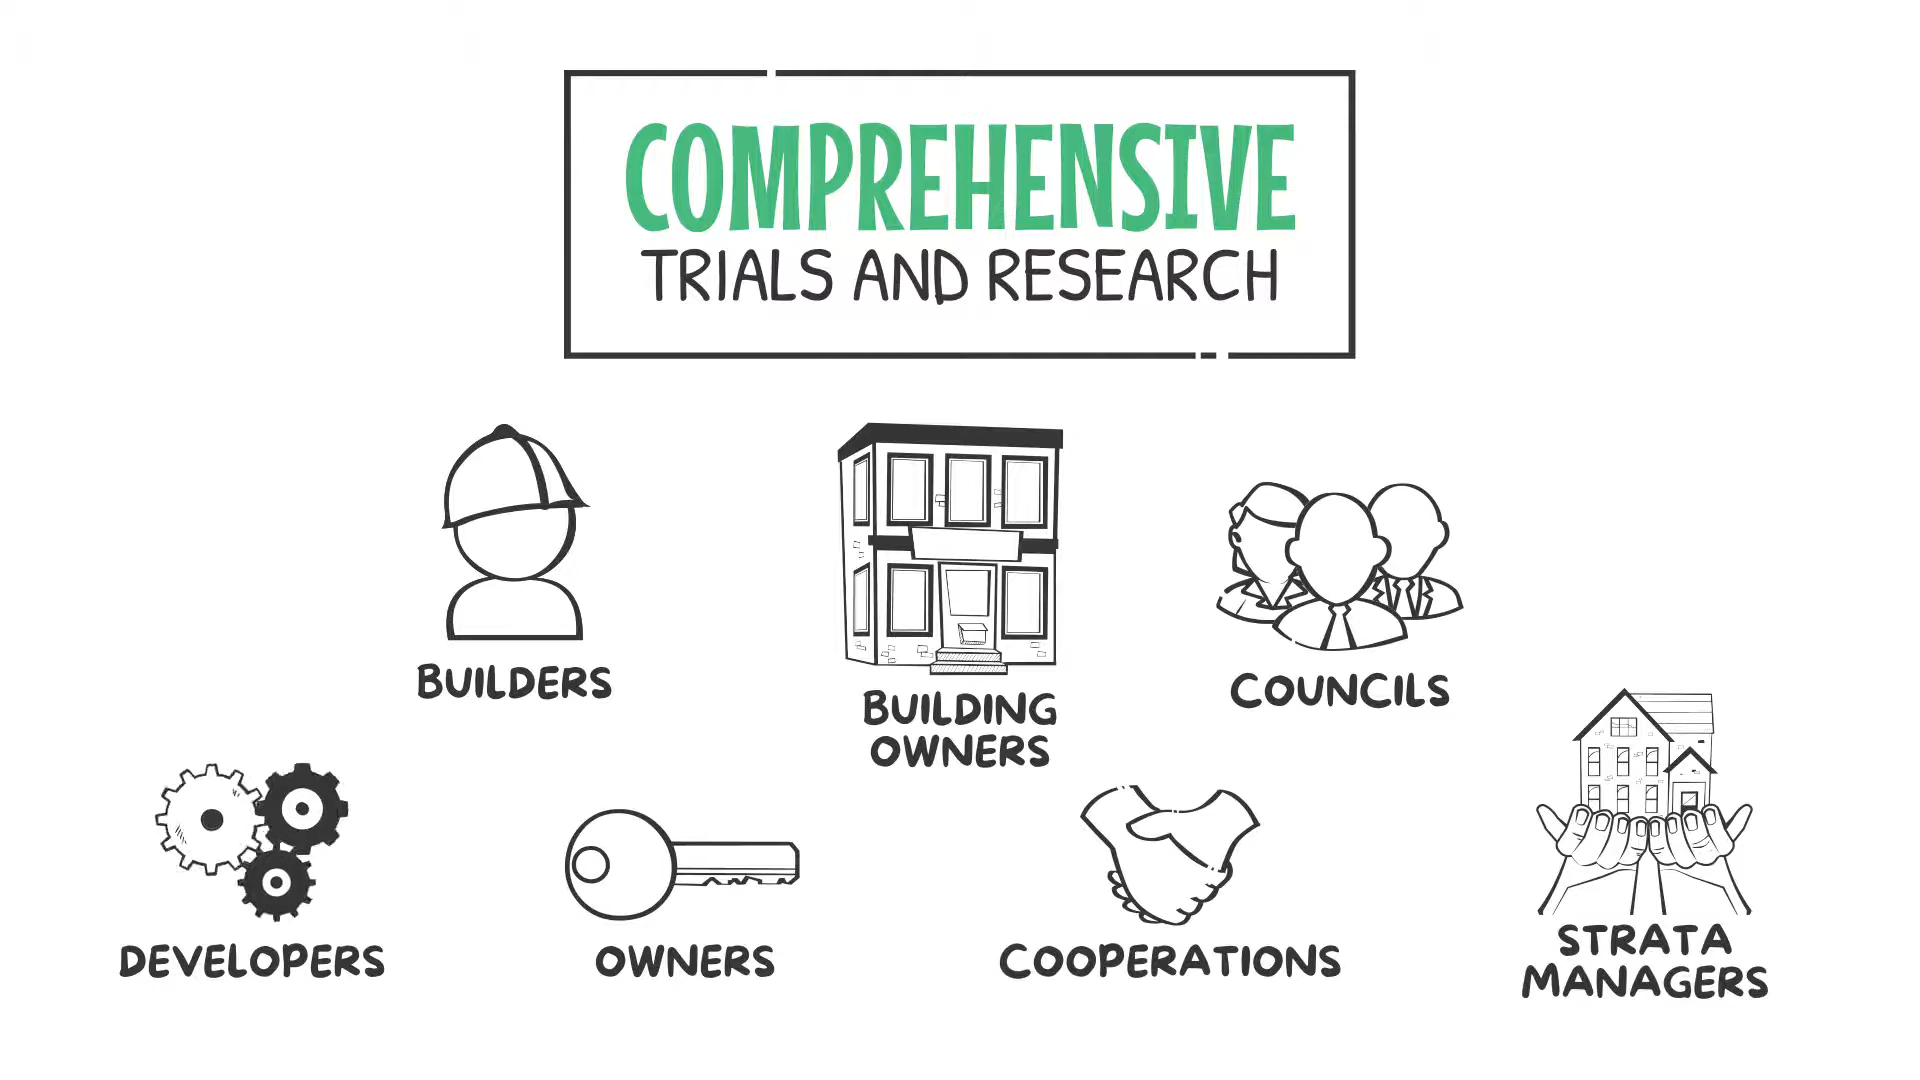 COMPREHENSIVE
TRIALS AND RESEARCH
BUILDERS
BUILDING
OWNERS
COUNCILS
DEVELOPERS
OWNERS
COOPERATIONS
STRATA
MANAGERS